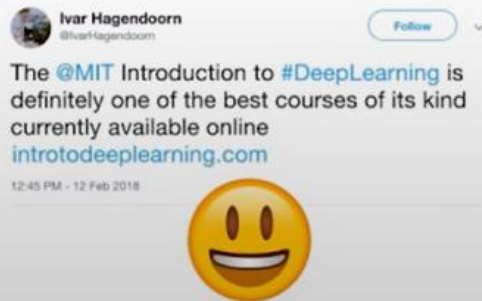 Ivar Hagendoorn
@IvarHagendoorn
Follow
The @MIT Introduction to #DeepLearning is
definitely one of the best courses of its kind
currently available online
introtodeeplearning.com
12:45 PM - 12 Feb 2018